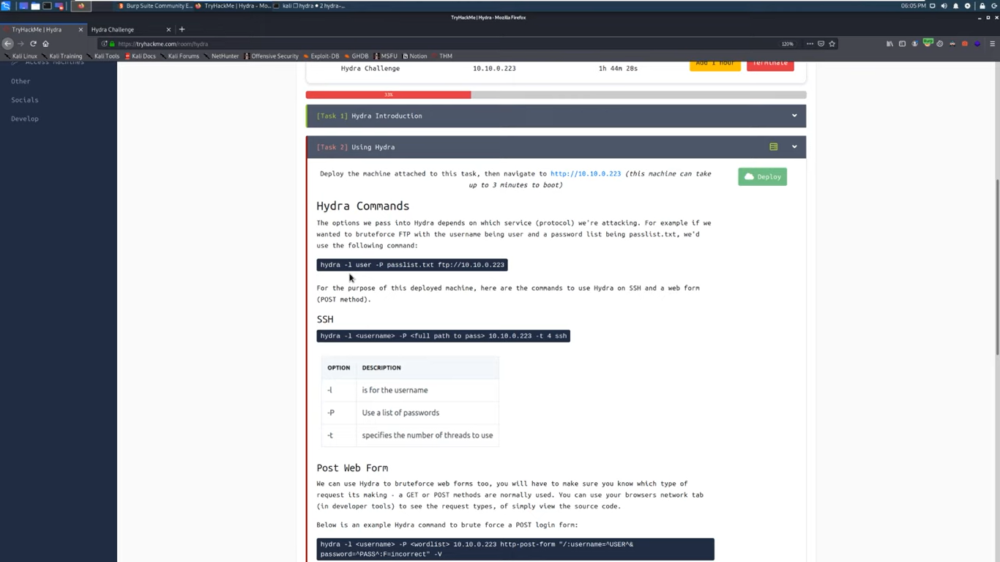 Burp Suite Community E...
TryHackMe | Hydra - Mo...
kali hydra • 2 hydra-...
06:05 PM
TryHackMe | Hydra - Mozilla Firefox
TryHackMe | Hydra
Hydra Challenge
https://tryhackme.com/room/hydra
120%
Kali Linux
Kali Training
Kali Tools
Kali Docs
Kali Forums
NetHunter
Offensive Security
Exploit-DB
GHDB
MSFU
Notion
THM
Access Machines
Other
Socials
Develop
Hydra Challenge 10.10.0.223 1h 44m 28s
Add 1 hour
Terminate
33%
[Task 1] Hydra Introduction
[Task 2] Using Hydra
Deploy the machine attached to this task, then navigate to http://10.10.0.223 (this machine can take
up to 3 minutes to boot)
Deploy
Hydra Commands
The options we pass into Hydra depends on which service (protocol) we're attacking. For example if we
wanted to bruteforce FTP with the username being user and a password list being passlist.txt, we'd
use the following command:
hydra -l user -P passlist.txt ftp://10.10.0.223
For the purpose of this deployed machine, here are the commands to use Hydra on SSH and a web form
(POST method).
SSH
hydra -l <username> -P <full path to pass> 10.10.0.223 -t 4 ssh
OPTION DESCRIPTION
-l is for the username
-P Use a list of passwords
-t specifies the number of threads to use
Post Web Form
We can use Hydra to bruteforce web forms too, you will have to make sure you know which type of
request its making - a GET or POST methods are normally used. You can use your browsers network tab
(in developer tools) to see the request types, of simply view the source code.
Below is an example Hydra command to brute force a POST login form:
hydra -l <username> -P <wordlist> 10.10.0.223 http-post-form "/:username=^USER^&
password=^PASS^:F=incorrect" -V